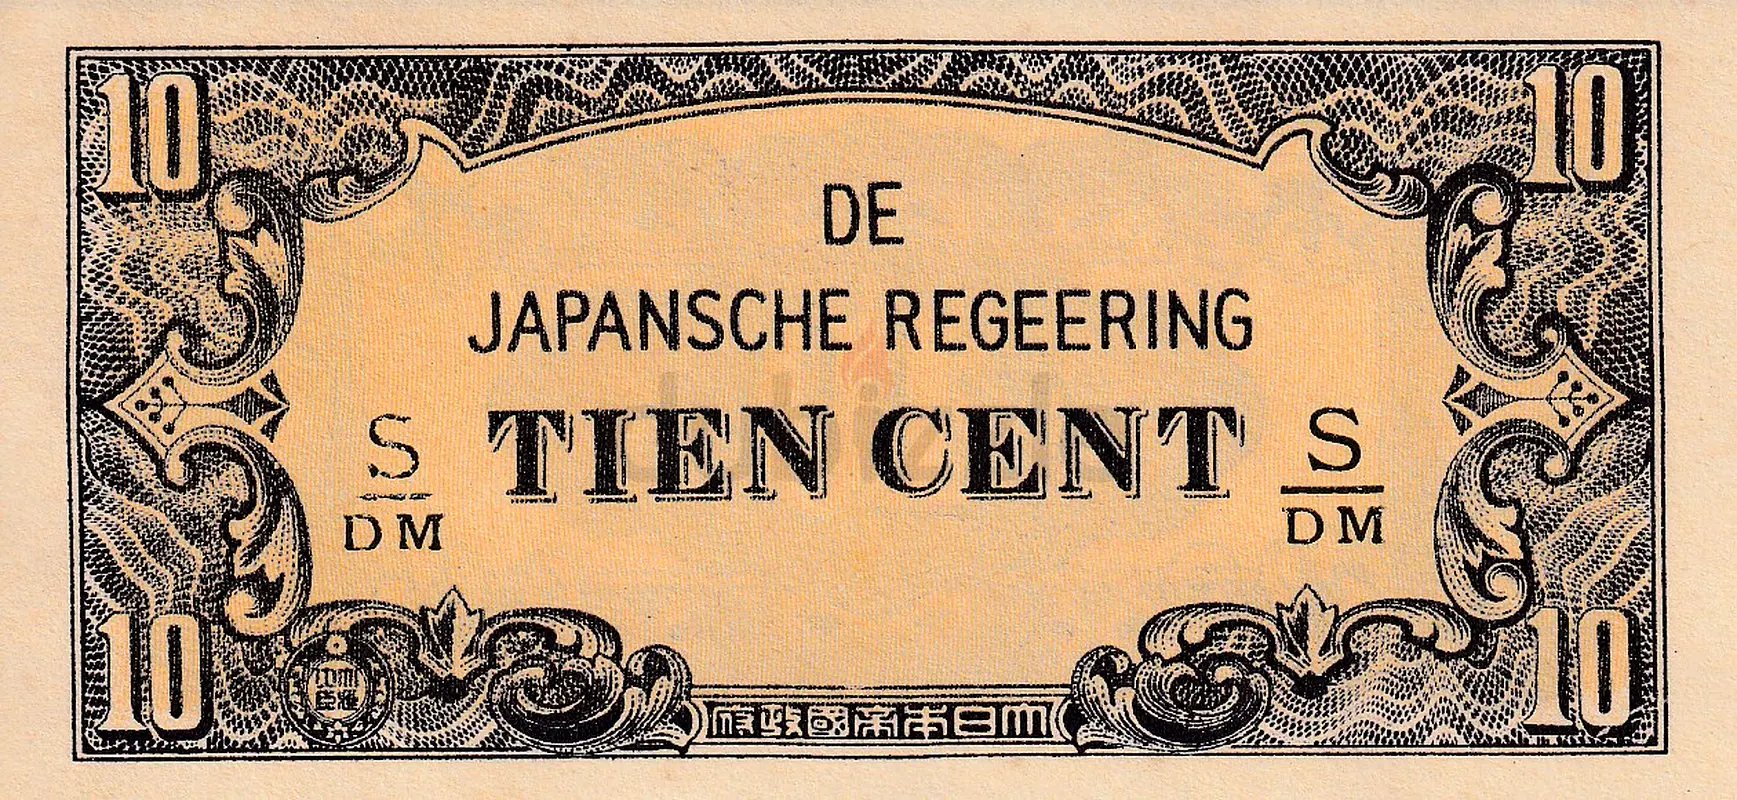 10 10
DE
JAPANSCHE REGEERING
TIEN CENT
S
DM
S
DM
10 10
府政國帝本日大